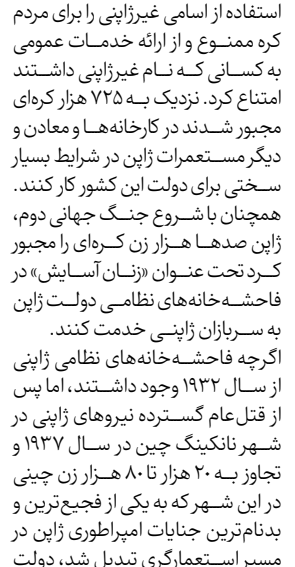 استفاده از اسامی غیرژاپنی را برای مردم
کره ممنوع و از ارائه خدمات عمومی
به کسانی که نام غیرژاپنی داشتند
امتناع کرد. نزدیک به ۷۲۵ هزار کره‌ای
مجبور شدند در کارخانه‌ها و معادن و
دیگر مستعمرات ژاپن در شرایط بسیار
سختی برای دولت این کشور کار کنند.
همچنان با شروع جنگ جهانی دوم،
ژاپن صدها هزار زن کره‌ای را مجبور
کرد تحت عنوان «زنان آسایش» در
فاحشه‌خانه‌های نظامی دولت ژاپن
به سربازان ژاپنی خدمت کنند.
اگرچه فاحشه‌خانه‌های نظامی ژاپنی
از سال ۱۹۳۲ وجود داشتند، اما پس
از قتل‌عام گسترده نیروهای ژاپنی در
شهر نانکینگ چین در سال ۱۹۳۷ و
تجاوز به ۲۰ هزار تا ۸۰ هزار زن چینی
در این شهر که به یکی از فجیع‌ترین و
بدنام‌ترین جنایات امپراطوری ژاپن در
مسیر استعمارگری تبدیل شد، دولت